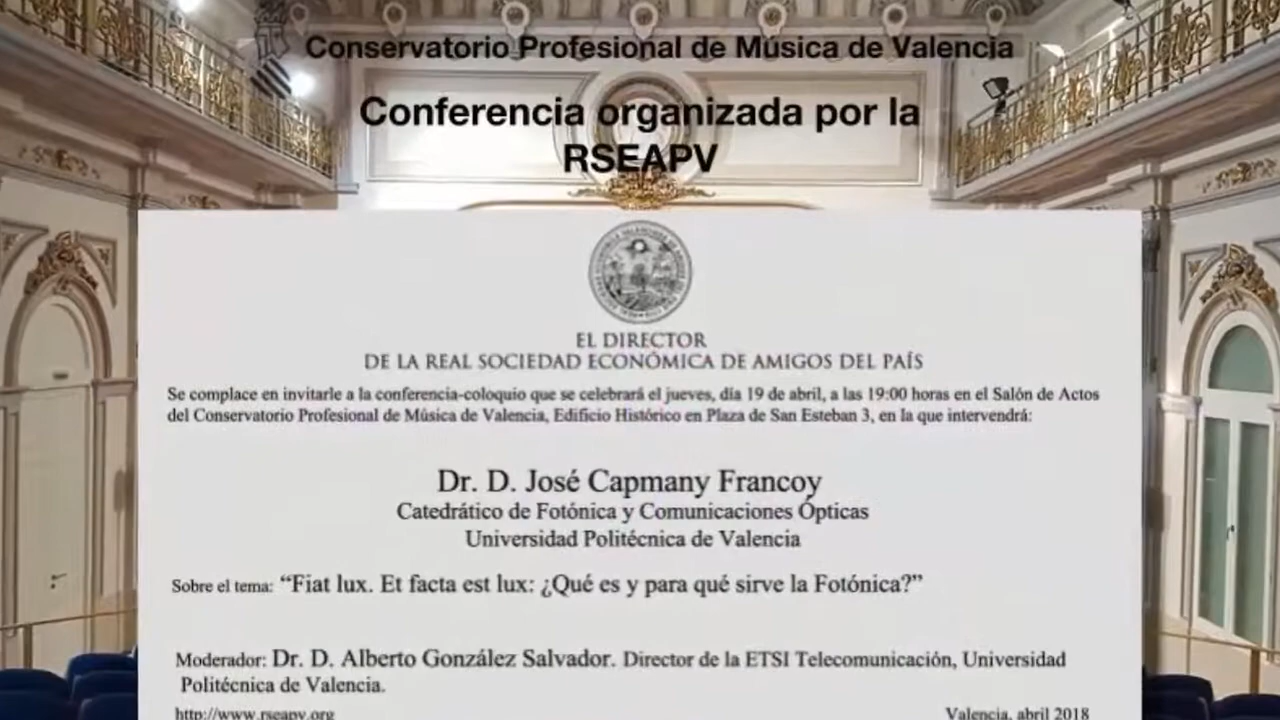 Conservatorio Profesional de Música de Valencia
Conferencia organizada por la
RSEAPV
EL DIRECTOR
DE LA REAL SOCIEDAD ECONÓMICA DE AMIGOS DEL PAÍS
Se complace en invitarle a la conferencia-coloquio que se celebrará el jueves, día 19 de abril, a las 19:00 horas en el Salón de Actos
del Conservatorio Profesional de Música de Valencia, Edificio Histórico en Plaza de San Esteban 3, en la que intervendrá:
Dr. D. José Capmany Francoy
Catedrático de Fotónica y Comunicaciones Ópticas
Universidad Politécnica de Valencia
Sobre el tema: “Fiat lux. Et facta est lux: ¿Qué es y para qué sirve la Fotónica?”
Moderador: Dr. D. Alberto González Salvador. Director de la ETSI Telecomunicación, Universidad
Politécnica de Valencia.
http://www.rseapv.org
Valencia, abril 2018